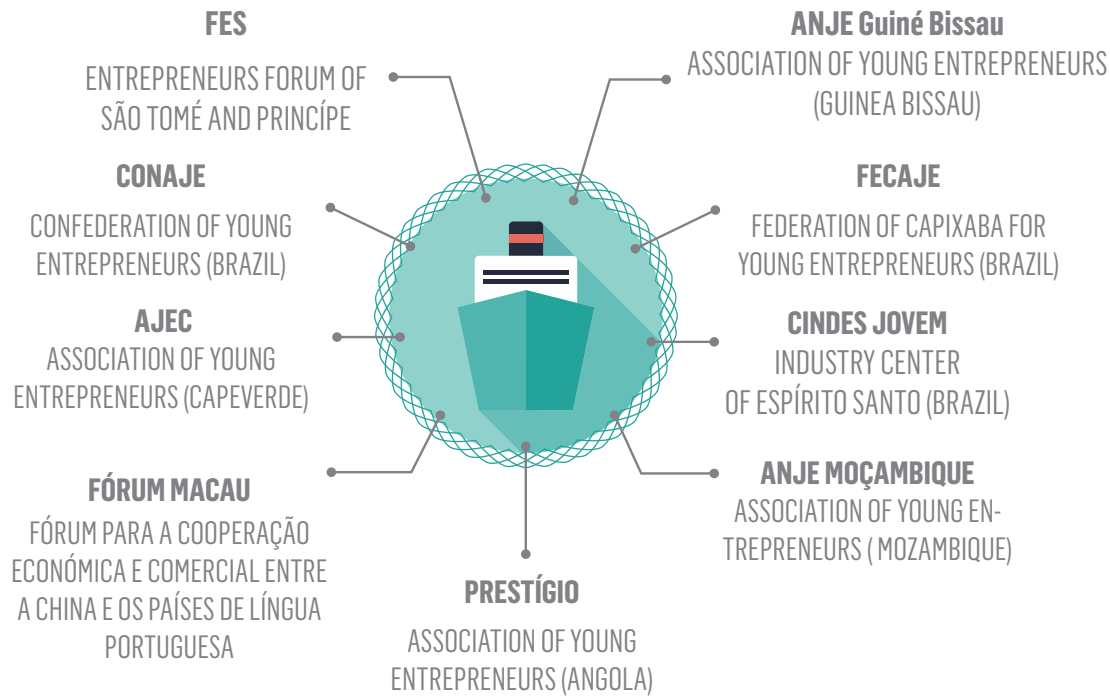 FES
ENTREPRENEURS FORUM OF
SÃO TOMÉ AND PRINCÍPE
ANJE Guiné Bissau
ASSOCIATION OF YOUNG ENTREPRENEURS
(GUINEA BISSAU)
CONAJE
CONFEDERATION OF YOUNG
ENTREPRENEURS (BRAZIL)
FECAJE
FEDERATION OF CAPIXABA FOR
YOUNG ENTREPRENEURS (BRAZIL)
AJEC
ASSOCIATION OF YOUNG
ENTREPRENEURS (CAPEVERDE)
CINDES JOVEM
INDUSTRY CENTER
OF ESPÍRITO SANTO (BRAZIL)
FÓRUM MACAU
FÓRUM PARA A COOPERAÇÃO
ECONÓMICA E COMERCIAL ENTRE
A CHINA E OS PAÍSES DE LÍNGUA
PORTUGUESA
ANJE MOÇAMBIQUE
ASSOCIATION OF YOUNG EN-
TREPRENEURS ( MOZAMBIQUE)
PRESTÍGIO
ASSOCIATION OF YOUNG
ENTREPRENEURS (ANGOLA)